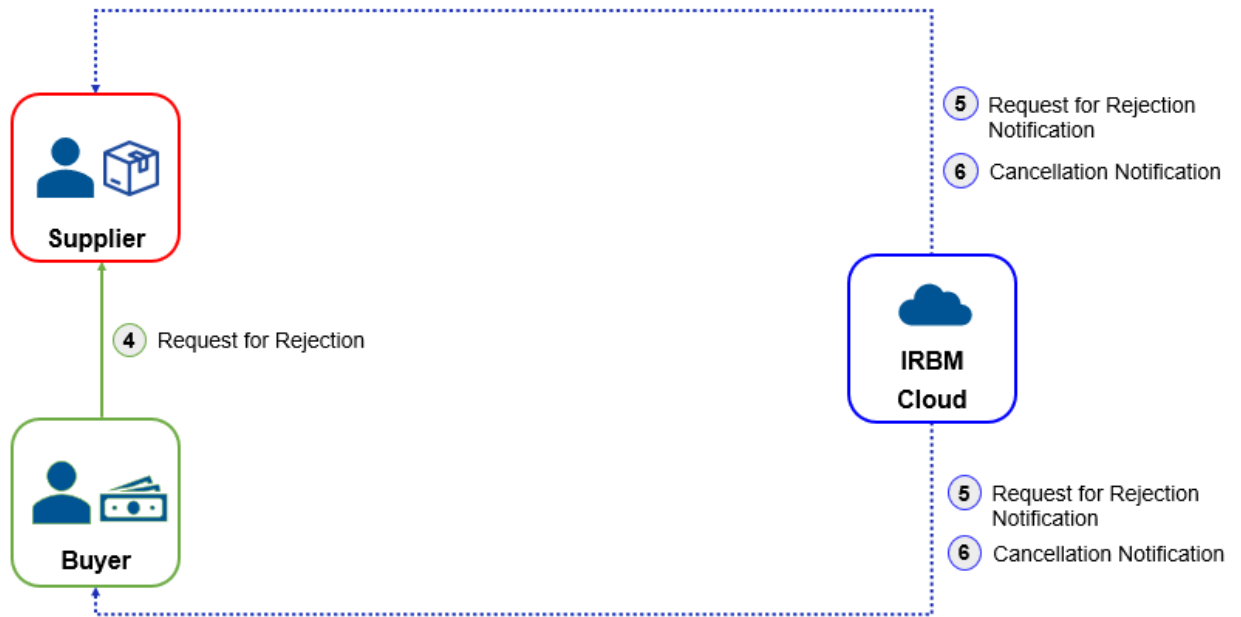 5 Request for Rejection
Notification
6 Cancellation Notification
Supplier
4 Request for Rejection
IRBM
Cloud
5 Request for Rejection
Notification
6 Cancellation Notification
Buyer